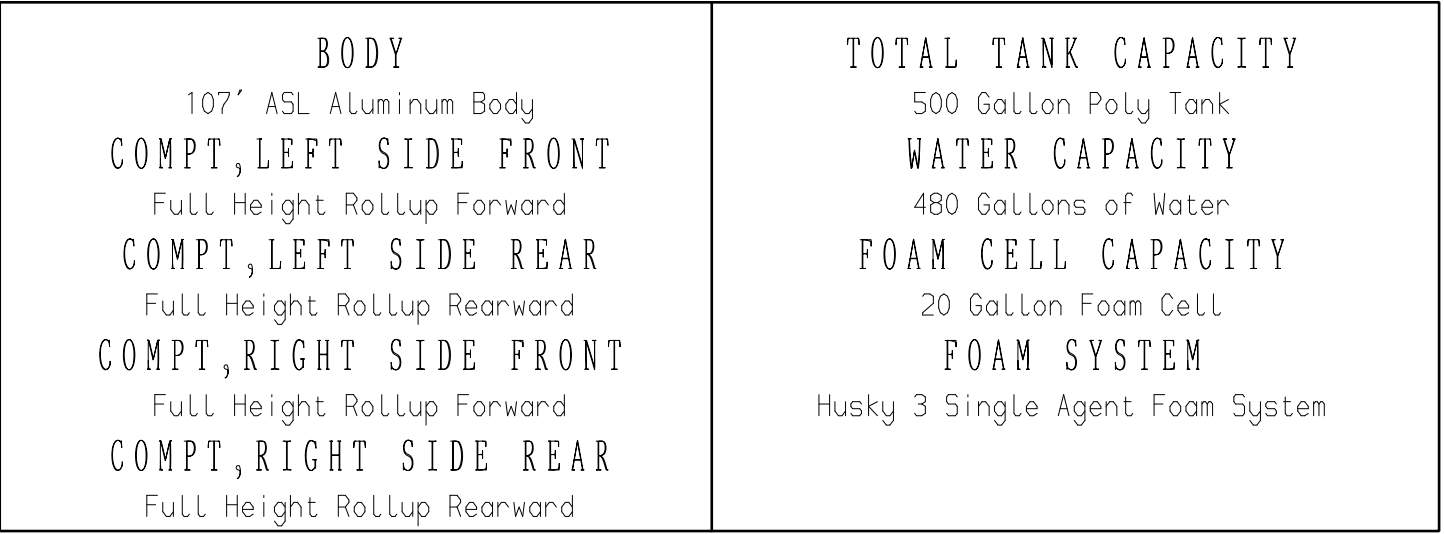 BODY
107' ASL Aluminum Body
COMPT,LEFT SIDE FRONT
Full Height Rollup Forward
COMPT,LEFT SIDE REAR
Full Height Rollup Rearward
COMPT,RIGHT SIDE FRONT
Full Height Rollup Forward
COMPT,RIGHT SIDE REAR
Full Height Rollup Rearward
TOTAL TANK CAPACITY
500 Gallon Poly Tank
WATER CAPACITY
480 Gallons of Water
FOAM CELL CAPACITY
20 Gallon Foam Cell
FOAM SYSTEM
Husky 3 Single Agent Foam System